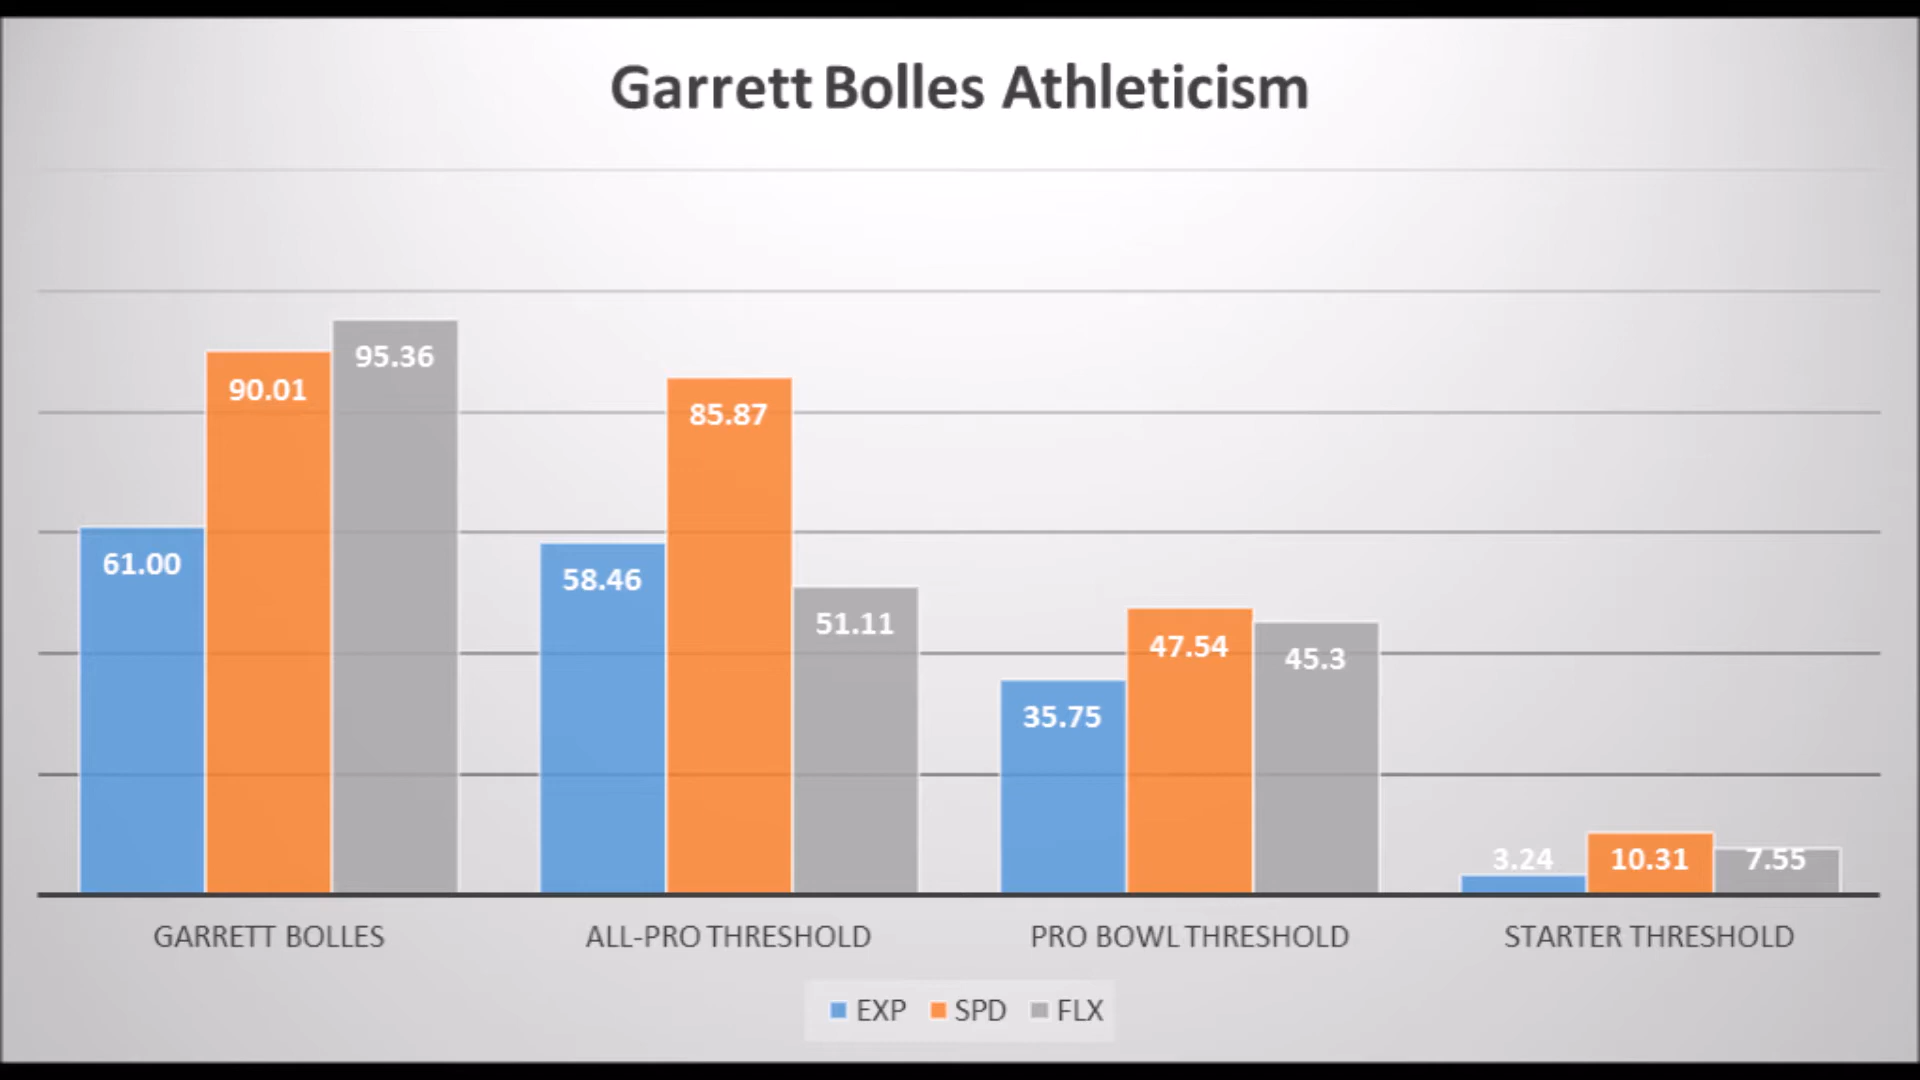 Garrett Bolles Athleticism
61.00
90.01
95.36
58.46
85.87
51.11
35.75
47.54
45.3
3.24
10.31
7.55
GARRETT BOLLES
ALL-PRO THRESHOLD
PRO BOWL THRESHOLD
STARTER THRESHOLD
EXP SPD FLX